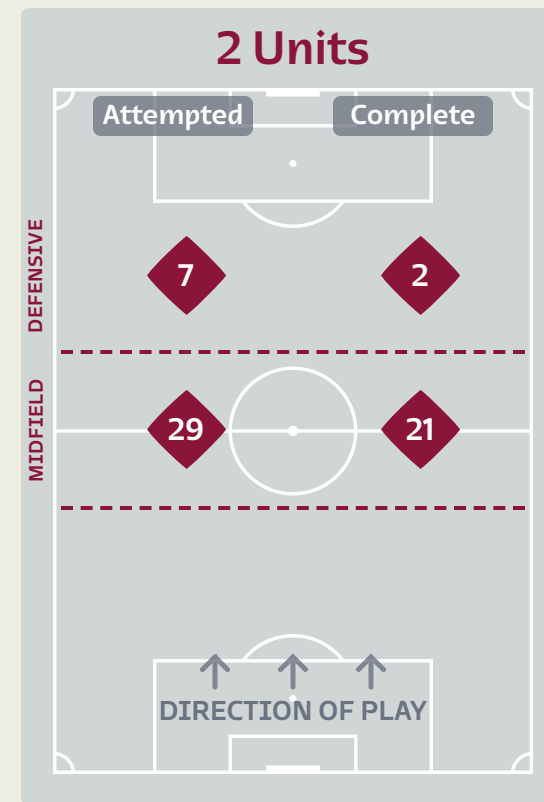 2 Units
Attempted Complete
DEFENSIVE
7 2
MIDFIELD
29 21
DIRECTION OF PLAY